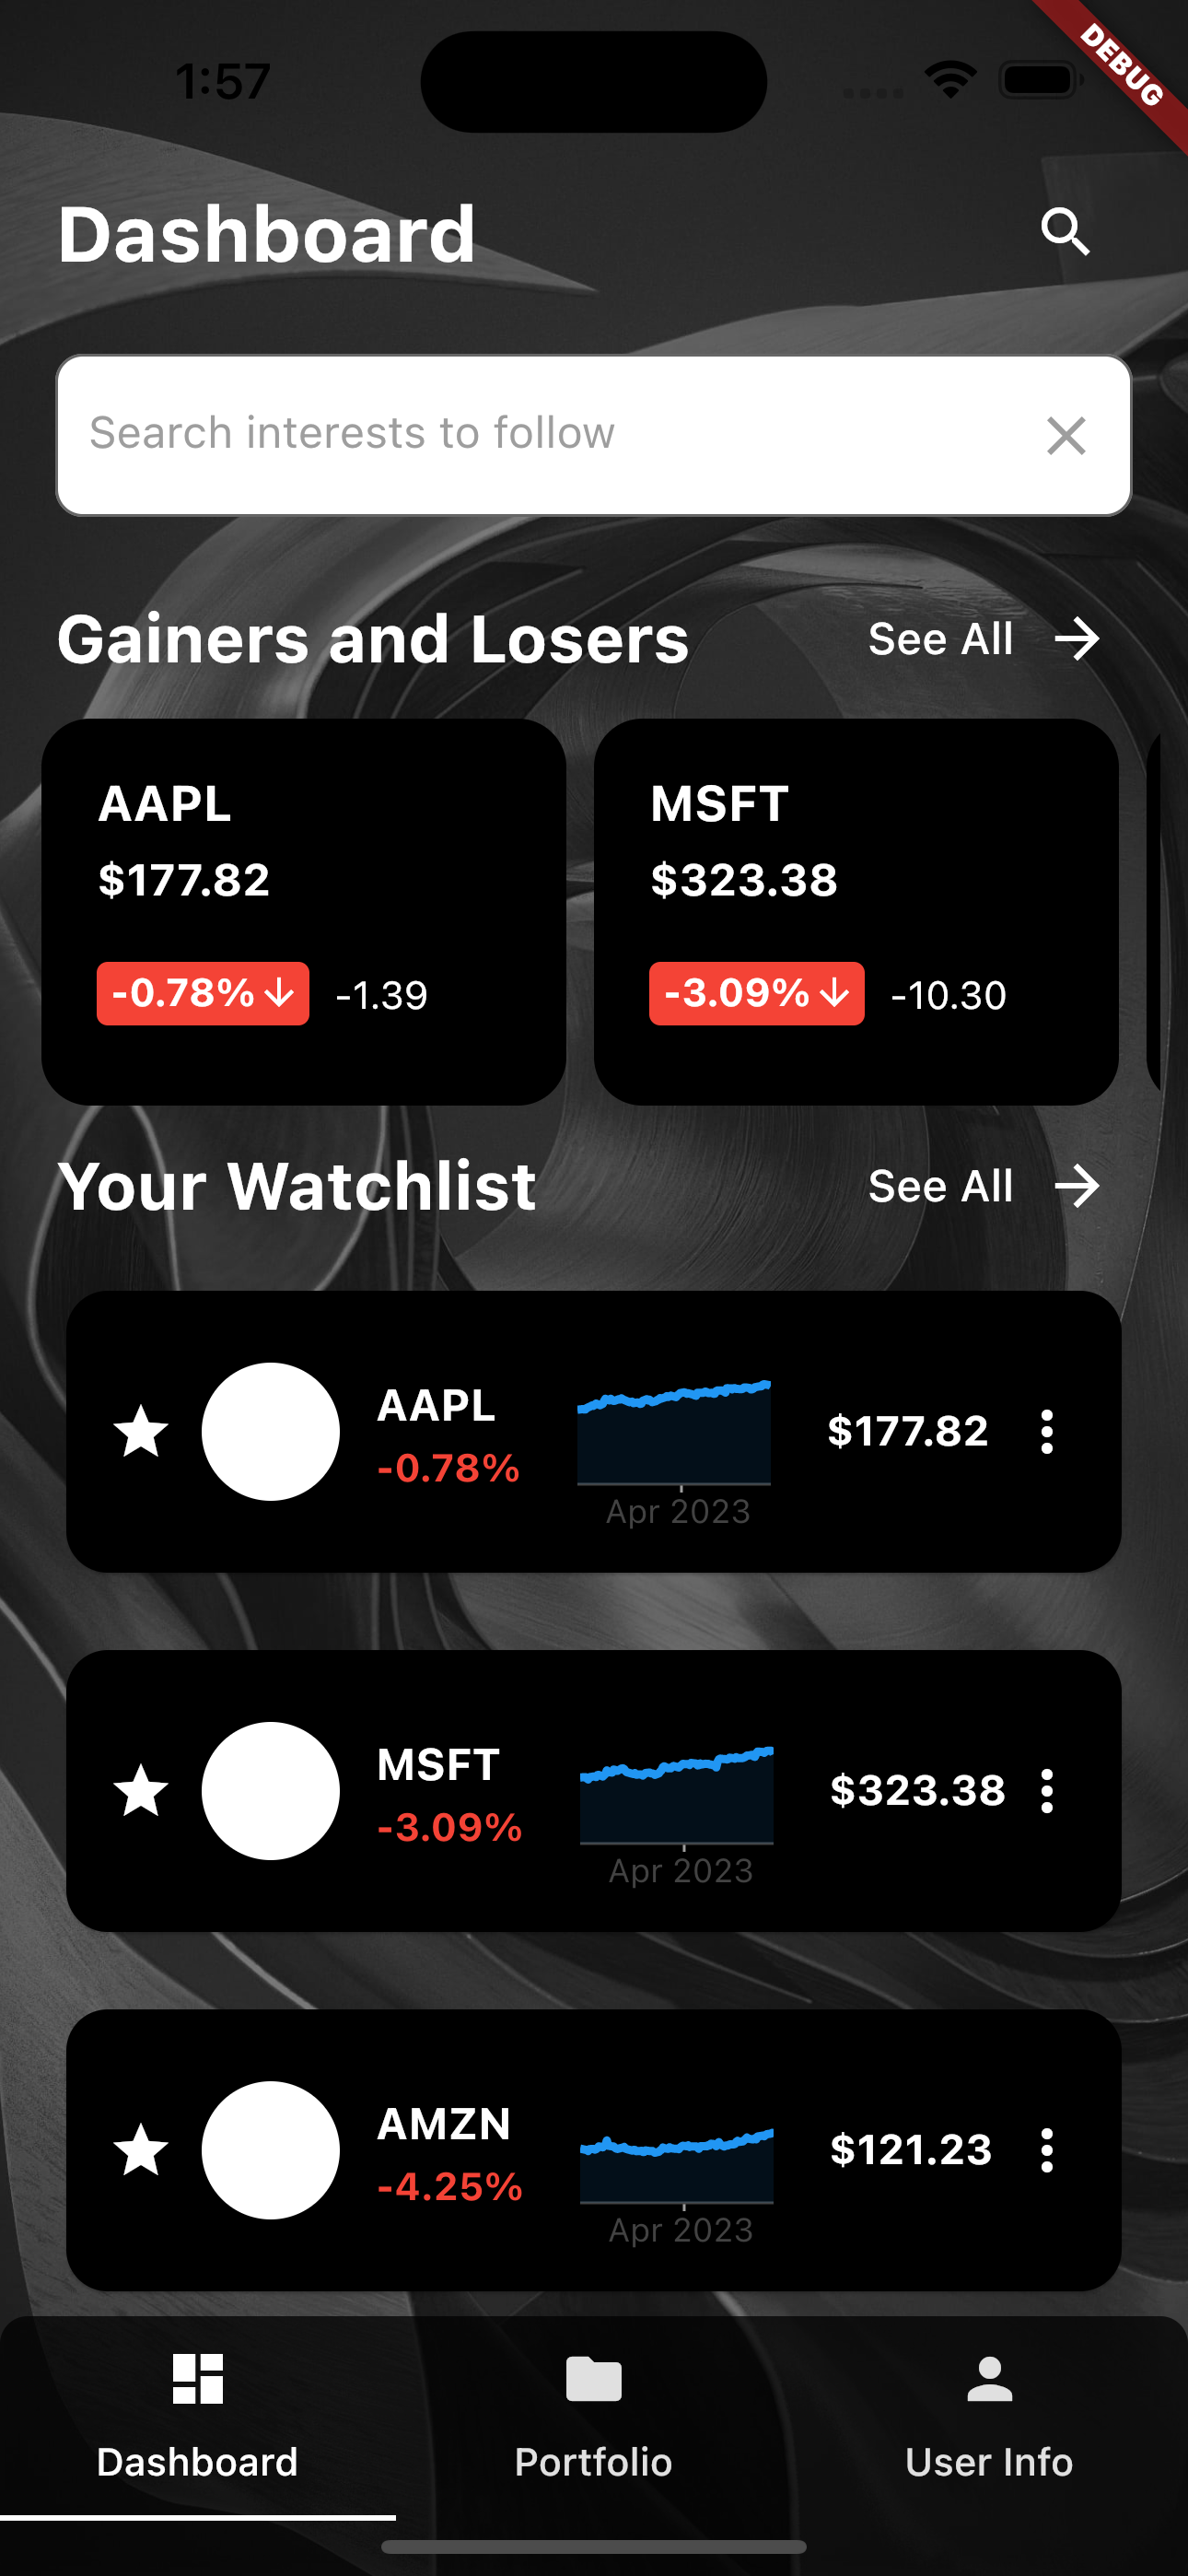 1:57
DEBUG
Dashboard
Search interests to follow
Gainers and Losers
See All
AAPL
$177.82
-0.78%
-1.39
MSFT
$323.38
-3.09%
-10.30
Your Watchlist
See All
AAPL
-0.78%
Apr 2023
$177.82
MSFT
-3.09%
Apr 2023
$323.38
AMZN
-4.25%
Apr 2023
$121.23
Dashboard
Portfolio
User Info